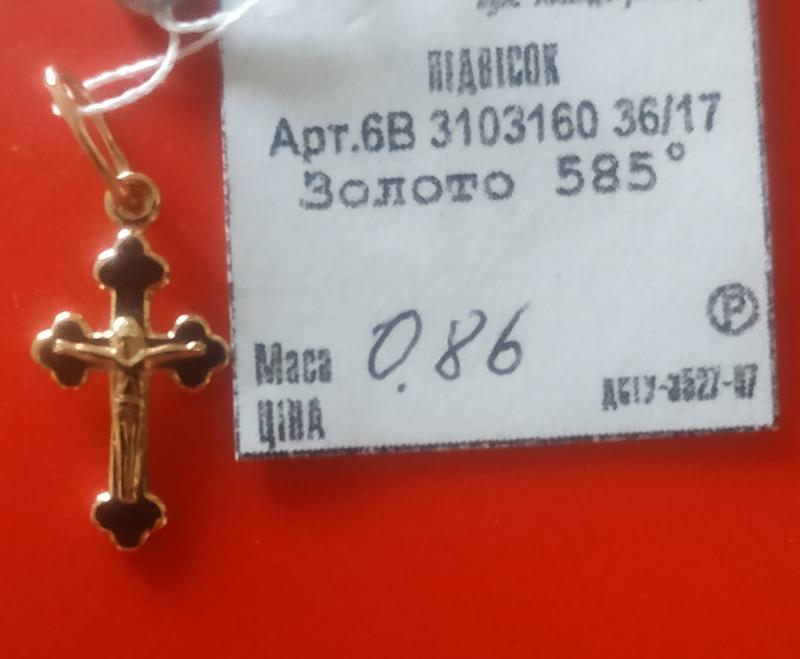 ПІДВІСОК
Арт.6В 3103160 36/17
Золото 585°
Р
Маса 0.86
ЦІНА